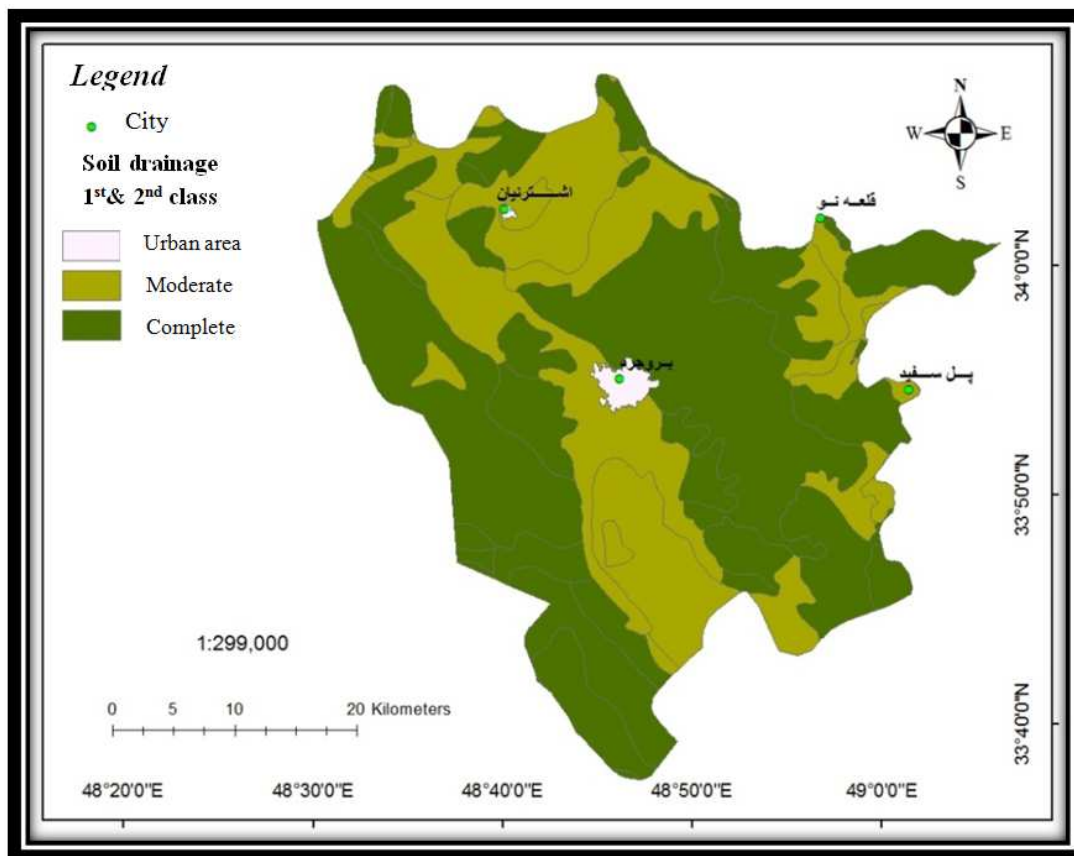 Legend
City
Soil drainage
1st & 2nd class
Urban area
Moderate
Complete
N
W
E
S
اشترنیان
قلعه نو
بروجرم
پل سفید
34°0'0"N
33°50'0"N
33°40'0"N
1:299,000
0 5 10 20 Kilometers
48°20'0"E 48°30'0"E 48°40'0"E 48°50'0"E 49°0'0"E